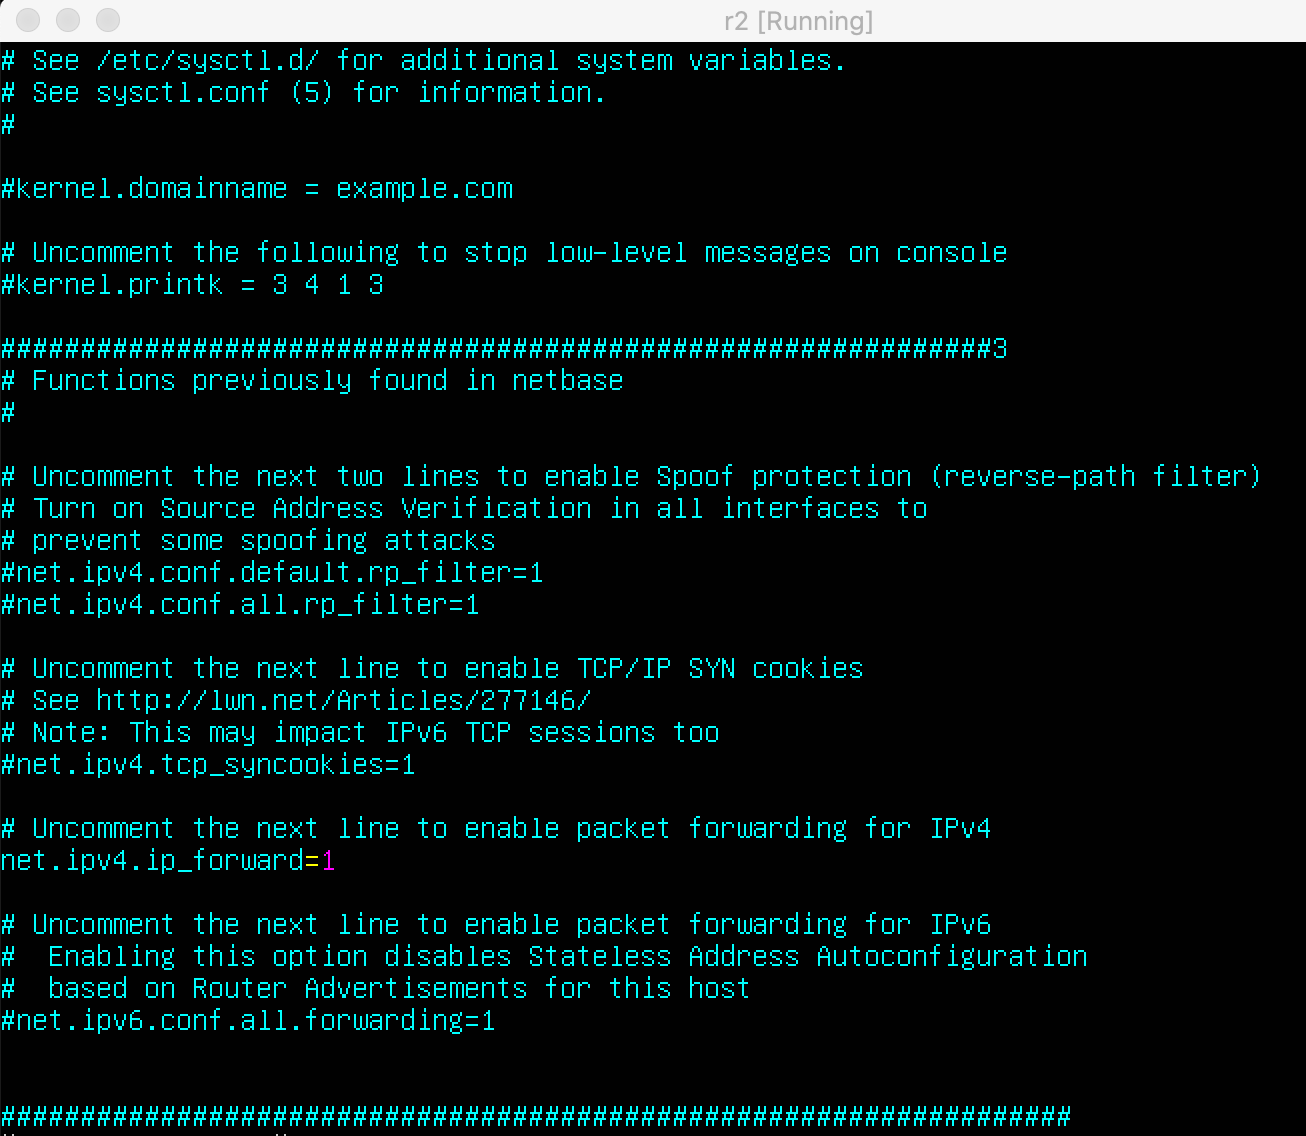 r2 [Running]
# See /etc/sysctl.d/ for additional system variables.
# See sysctl.conf (5) for information.
#
#kernel.domainname = example.com
# Uncomment the following to stop low-level messages on console
#kernel.printk = 3 4 1 3
##############################################################3
# Functions previously found in netbase
#
# Uncomment the next two lines to enable Spoof protection (reverse-path filter)
# Turn on Source Address Verification in all interfaces to
# prevent some spoofing attacks
#net.ipv4.conf.default.rp_filter=1
#net.ipv4.conf.all.rp_filter=1
# Uncomment the next line to enable TCP/IP SYN cookies
# See http://lwn.net/Articles/277146/
# Note: This may impact IPv6 TCP sessions too
#net.ipv4.tcp_syncookies=1
# Uncomment the next line to enable packet forwarding for IPv4
net.ipv4.ip_forward=1
# Uncomment the next line to enable packet forwarding for IPv6
#  Enabling this option disables Stateless Address Autoconfiguration
#  based on Router Advertisements for this host
#net.ipv6.conf.all.forwarding=1
###################################################################